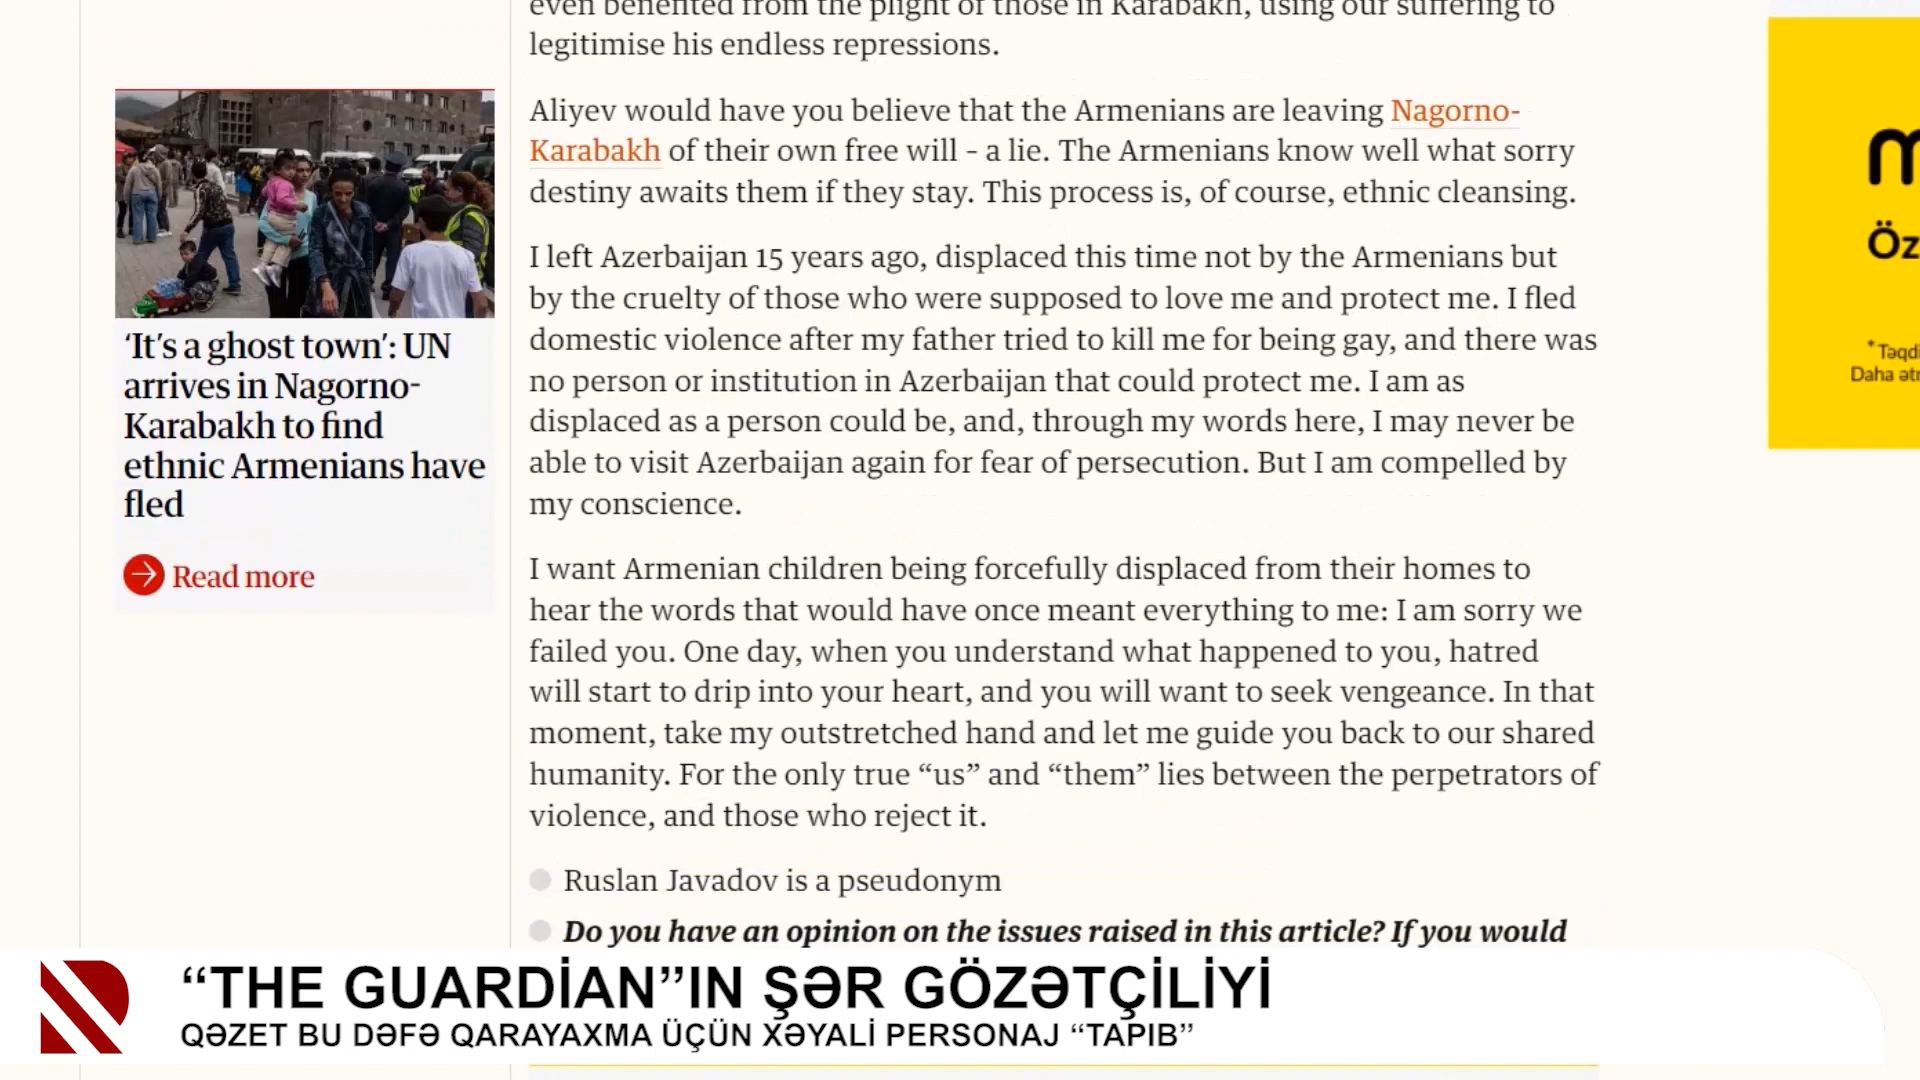 even benefited from the plight of those in Karabakh, using our suffering to
legitimise his endless repressions.
Aliyev would have you believe that the Armenians are leaving Nagorno-
Karabakh of their own free will – a lie. The Armenians know well what sorry
destiny awaits them if they stay. This process is, of course, ethnic cleansing.
I left Azerbaijan 15 years ago, displaced this time not by the Armenians but
by the cruelty of those who were supposed to love me and protect me. I fled
domestic violence after my father tried to kill me for being gay, and there was
no person or institution in Azerbaijan that could protect me. I am as
displaced as a person could be, and, through my words here, I may never be
able to visit Azerbaijan again for fear of persecution. But I am compelled by
my conscience.
I want Armenian children being forcefully displaced from their homes to
hear the words that would have once meant everything to me: I am sorry we
failed you. One day, when you understand what happened to you, hatred
will start to drip into your heart, and you will want to seek vengeance. In that
moment, take my outstretched hand and let me guide you back to our shared
humanity. For the only true “us” and “them” lies between the perpetrators of
violence, and those who reject it.
Ruslan Javadov is a pseudonym
Do you have an opinion on the issues raised in this article? If you would
‘It’s a ghost town’: UN
arrives in Nagorno-
Karabakh to find
ethnic Armenians have
fled
Read more
Öz
“THE GUARDİAN”IN ŞƏR GÖZƏTÇİLİYİ
QƏZET BU DƏFƏ QARAYAXMA ÜÇÜN XƏYALİ PERSONAJ “TAPIB”